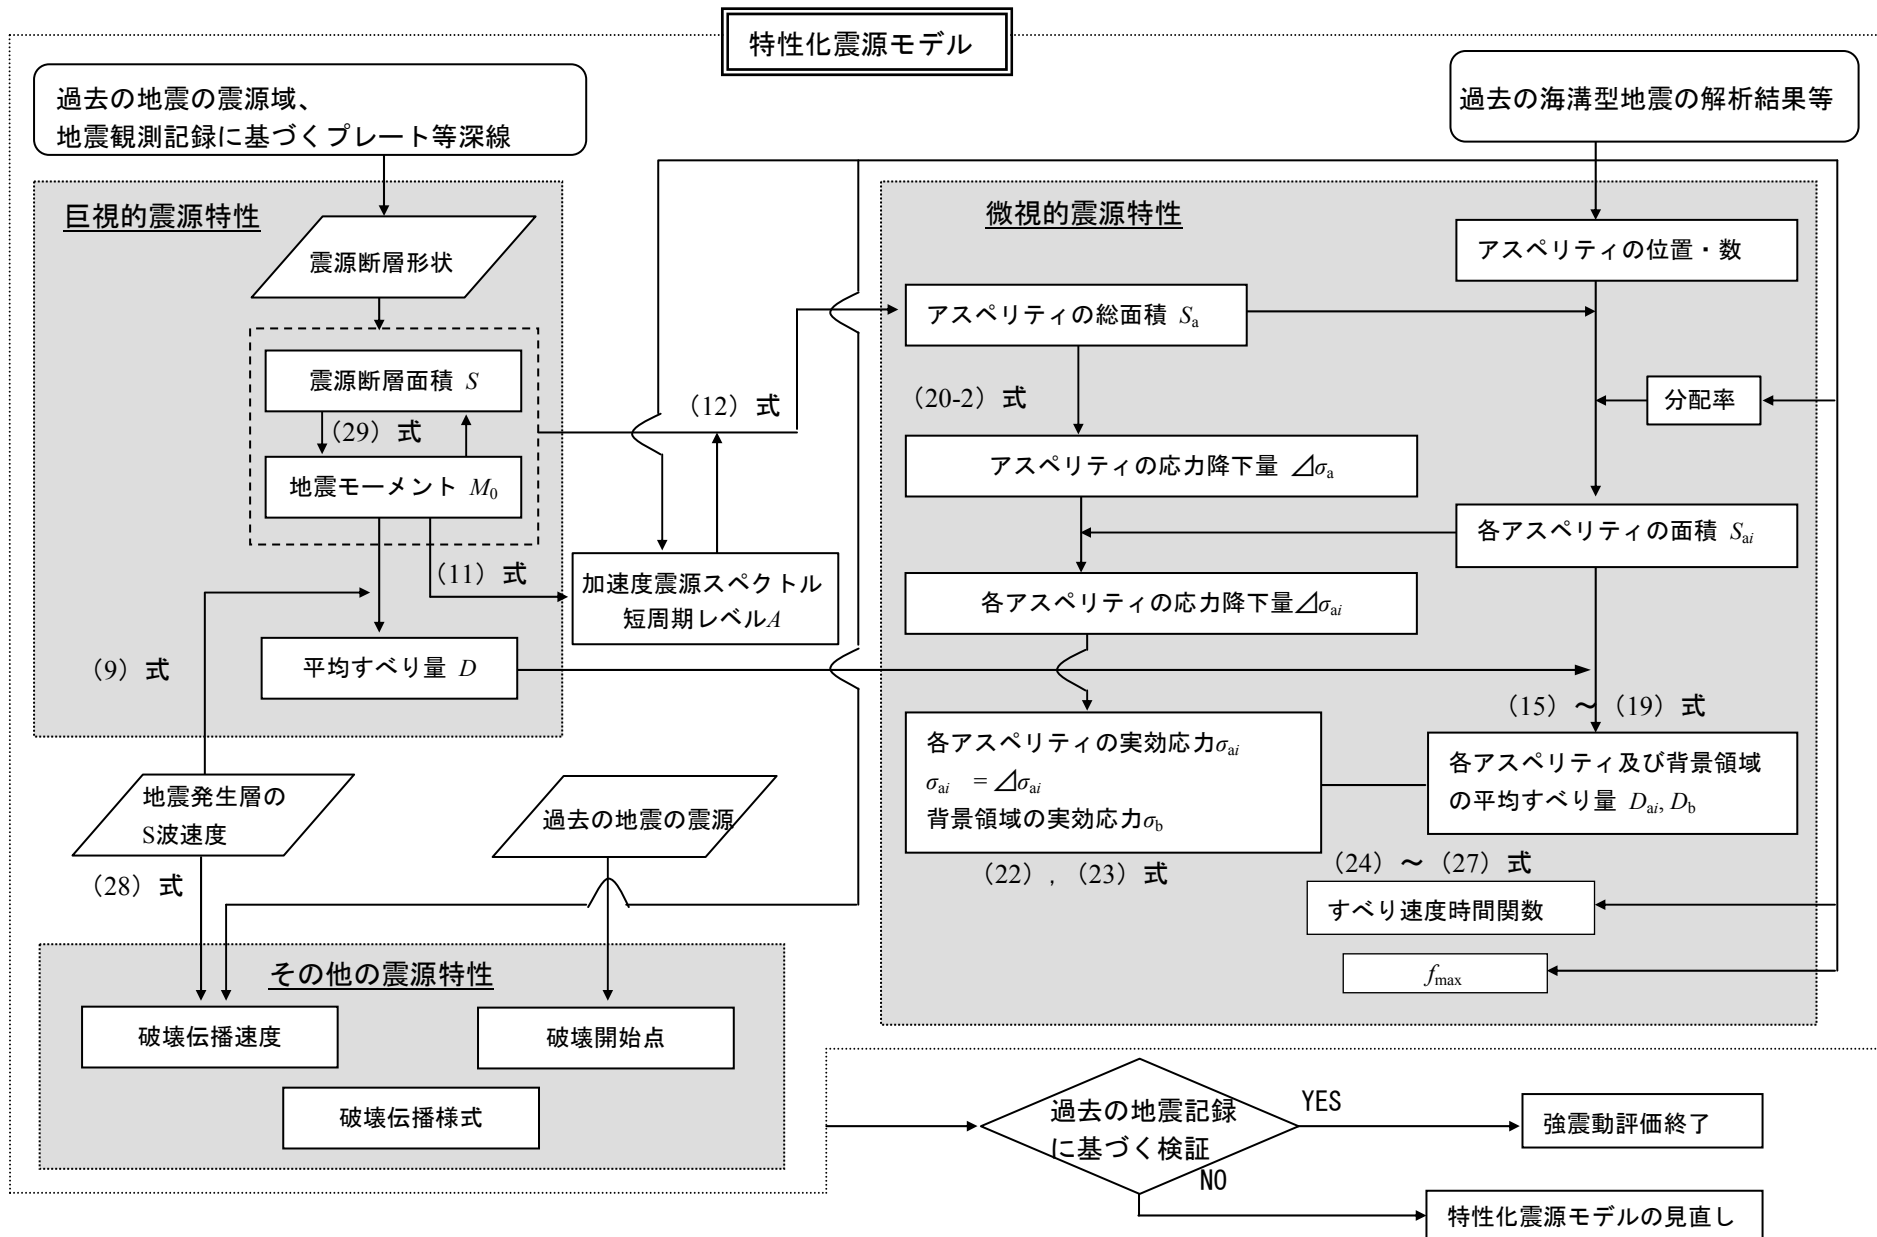 特性化震源モデル
過去の地震の震源域、
地震観測記録に基づくプレート等深線
過去の海溝型地震の解析結果等
巨視的震源特性
震源断層形状
震源断層面積 S
（29）式
地震モーメント M0
（11）式
平均すべり量 D
（9）式
（12）式
加速度震源スペクトル
短周期レベルA
微視的震源特性
アスペリティの位置・数
アスペリティの総面積 Sa
（20-2）式
分配率
アスペリティの応力降下量 ⊿σa
各アスペリティの面積 Sai
各アスペリティの応力降下量⊿σai
（15）～（19）式
各アスペリティの実効応力σai
σai =⊿σai
背景領域の実効応力σb
（22）,（23）式
各アスペリティ及び背景領域
の平均すべり量 Dai, Db
（24）～（27）式
すべり速度時間関数
fmax
地震発生層の
S波速度
（28）式
過去の地震の震源
その他の震源特性
破壊伝播速度
破壊開始点
破壊伝播様式
過去の地震記録
に基づく検証
YES
強震動評価終了
NO
特性化震源モデルの見直し